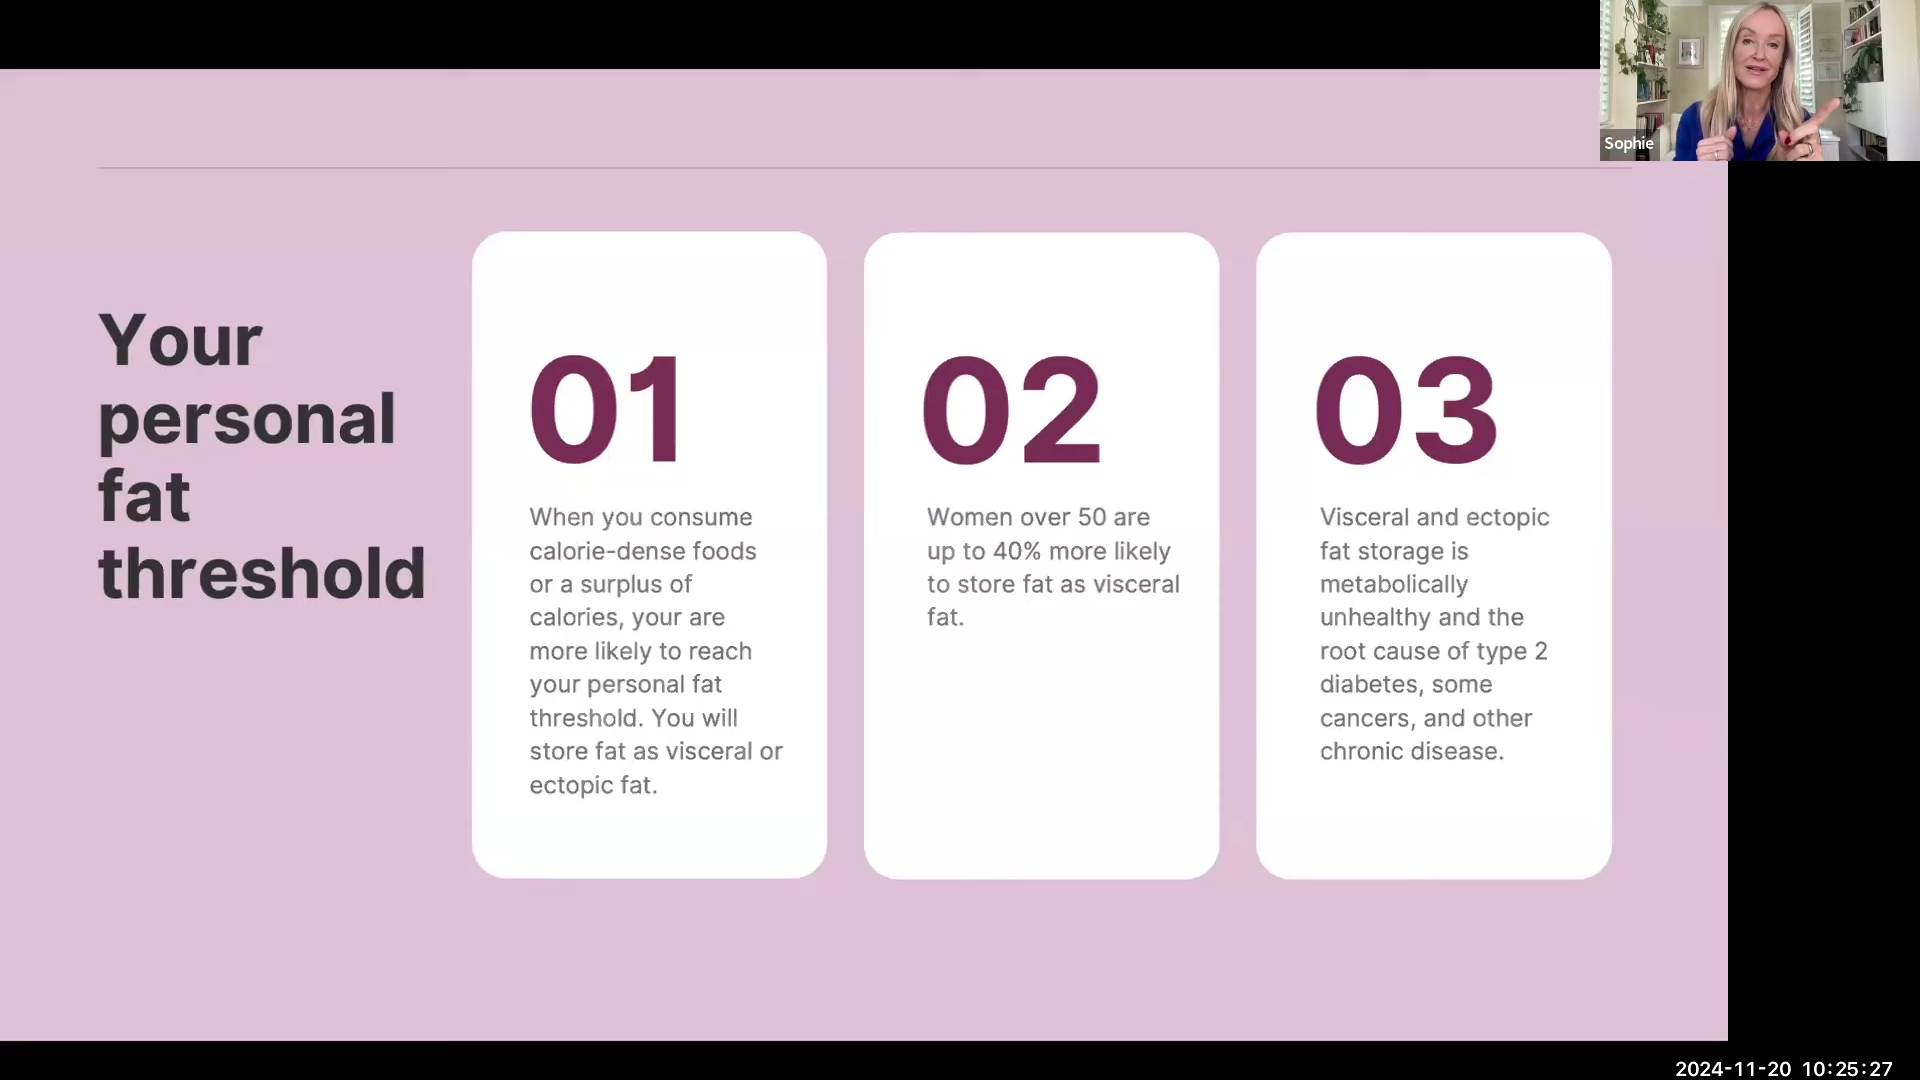 Sophie
Your
personal
fat
threshold
01
When you consume
calorie-dense foods
or a surplus of
calories, your are
more likely to reach
your personal fat
threshold. You will
store fat as visceral or
ectopic fat.
02
Women over 50 are
up to 40% more likely
to store fat as visceral
fat.
03
Visceral and ectopic
fat storage is
metabolically
unhealthy and the
root cause of type 2
diabetes, some
cancers, and other
chronic disease.
2024-11-20 10:25:27